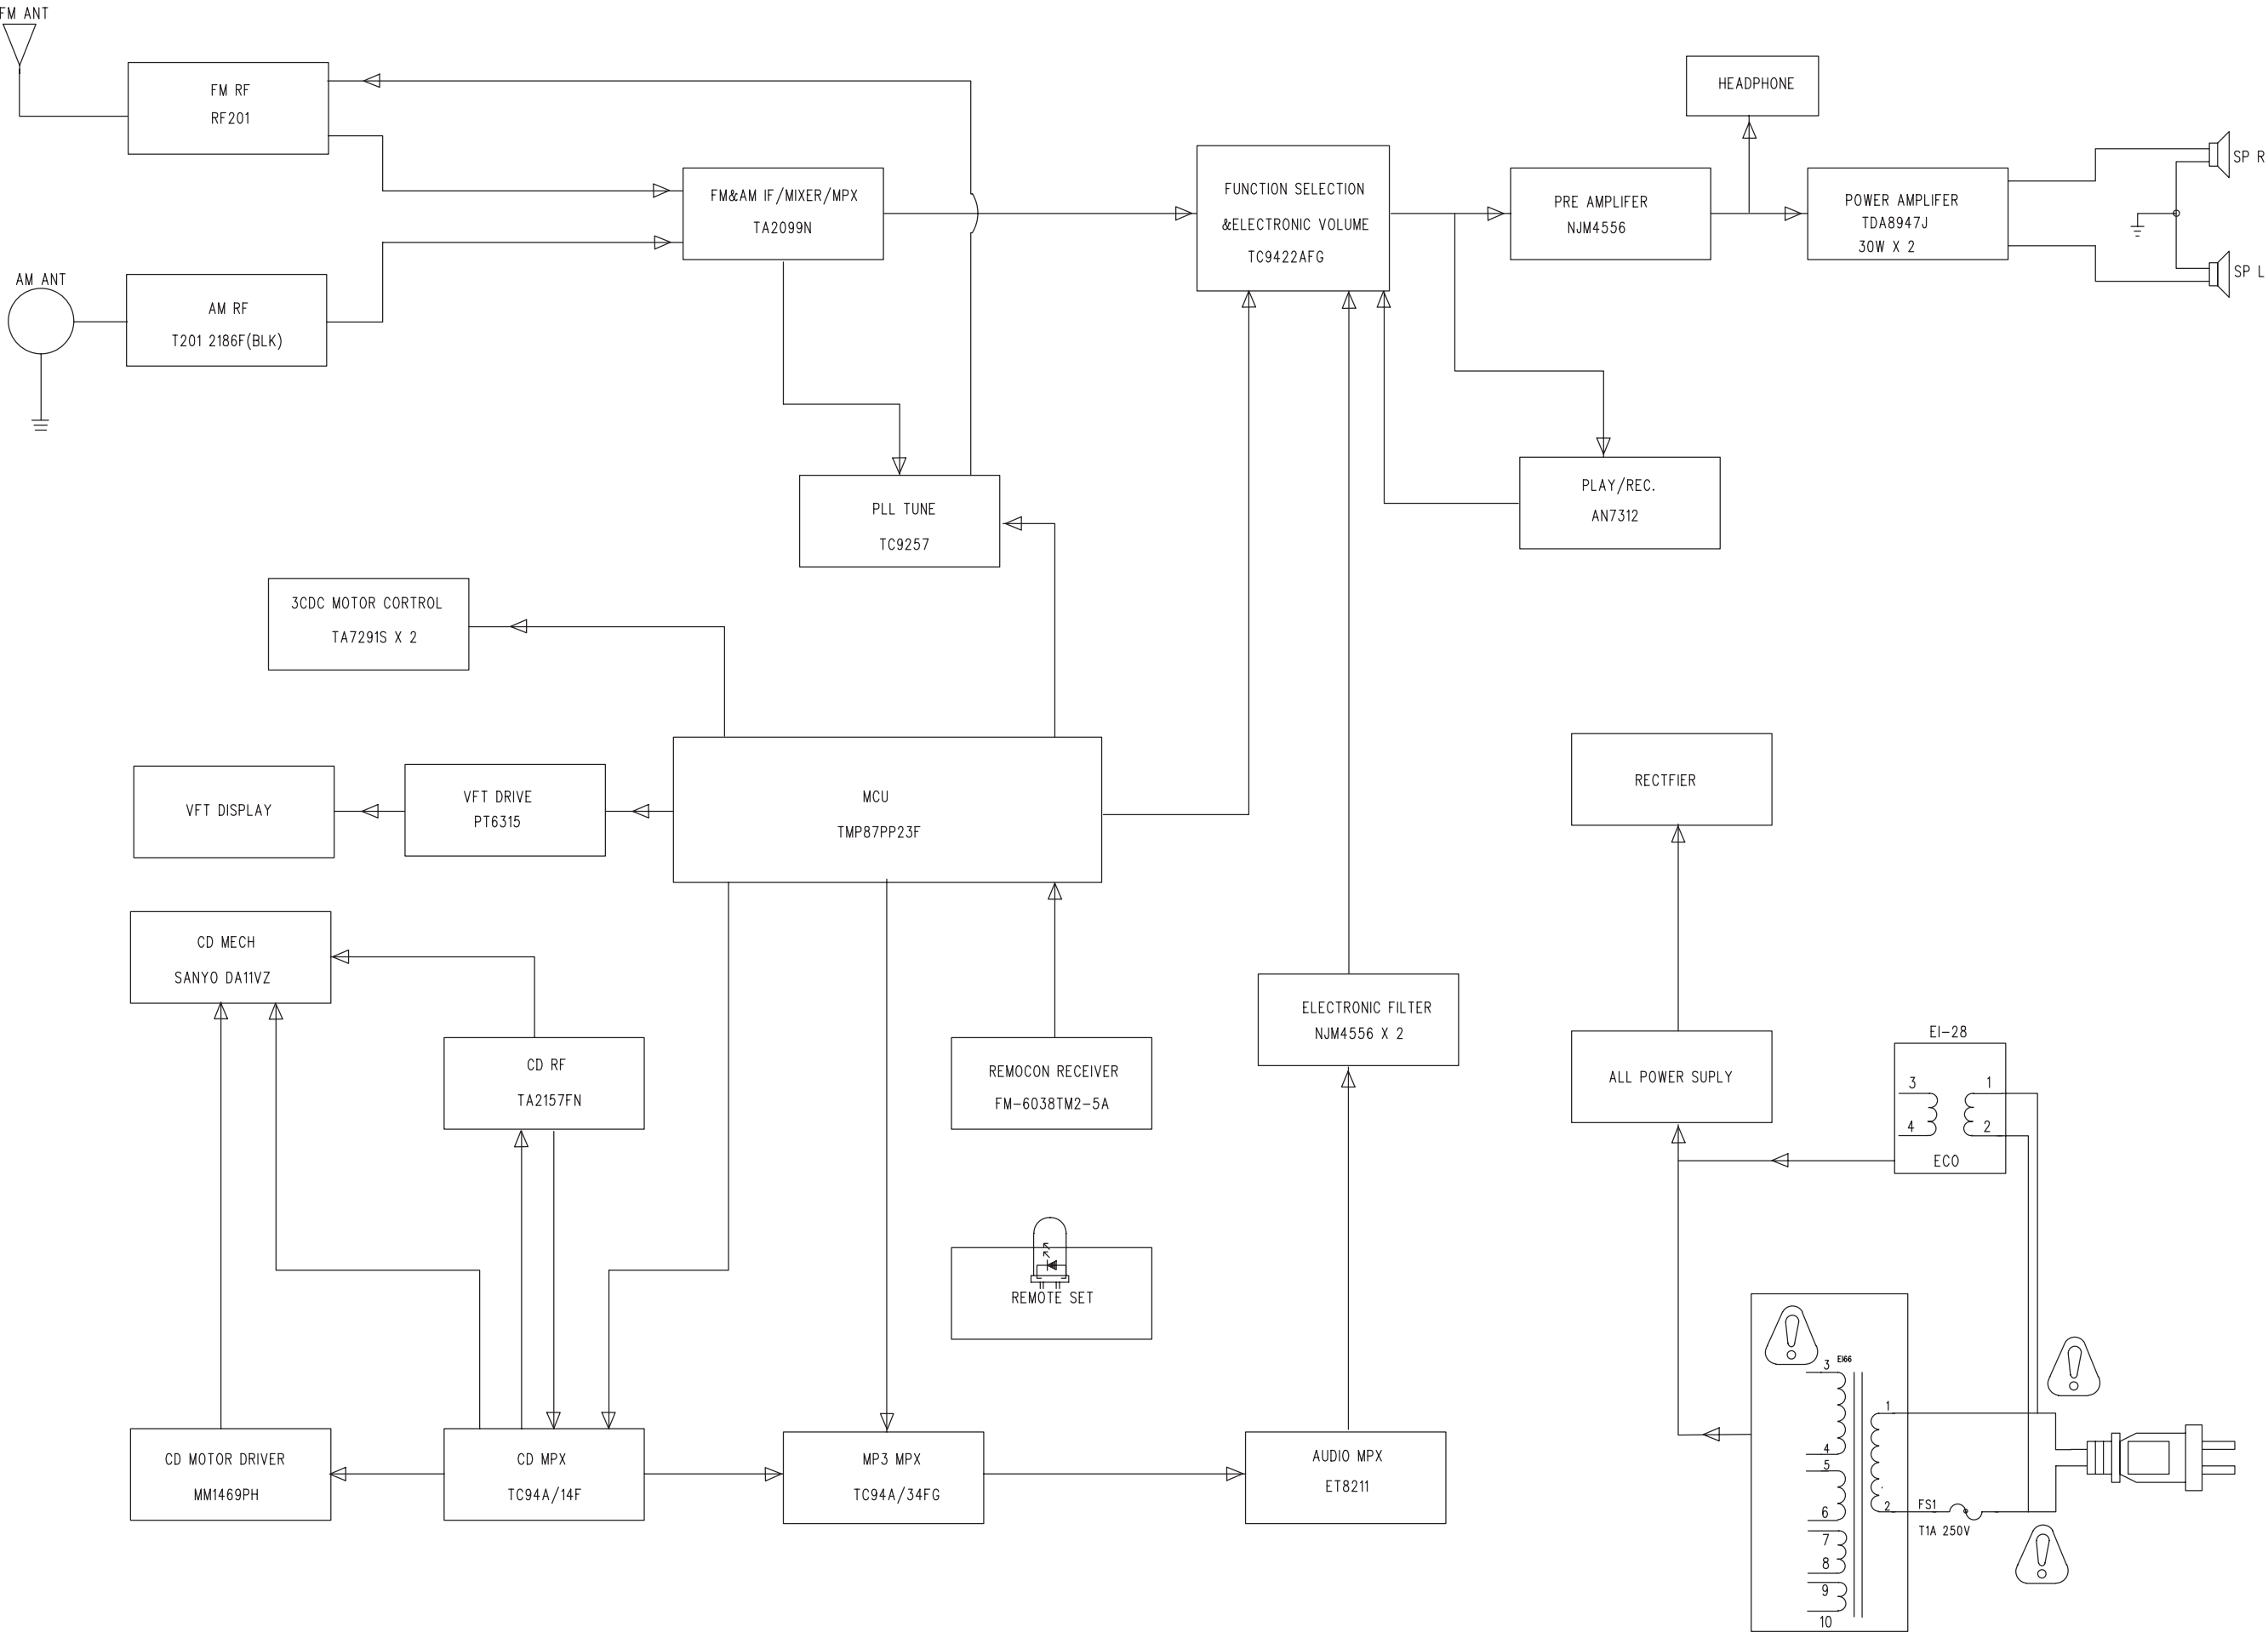 FM ANT
FM RF
RF201
HEADPHONE
SP R
FM&AM IF/MIXER/MPX
TA2099N
FUNCTION SELECTION
&ELECTRONIC VOLUME
TC9422AFG
PRE AMPLIFER
NJM4556
POWER AMPLIFER
TDA8947J
30W X 2
SP L
AM ANT
AM RF
T201 2186F(BLK)
PLL TUNE
TC9257
PLAY/REC.
AN7312
3CDC MOTOR CORTROL
TA7291S X 2
VFT DISPLAY
VFT DRIVE
PT6315
MCU
TMP87PP23F
RECTFIER
CD MECH
SANYO DA11VZ
CD RF
TA2157FN
REMOCON RECEIVER
FM-6038TM2-5A
ELECTRONIC FILTER
NJM4556 X 2
ALL POWER SUPLY
EI-28
3
1
4
2
ECO
REMOTE SET
CD MOTOR DRIVER
MM1469PH
CD MPX
TC94A/14F
MP3 MPX
TC94A/34FG
AUDIO MPX
ET8211
3
EI66
1
4
5
6
2
FS1
T1A 250V
7
8
9
10